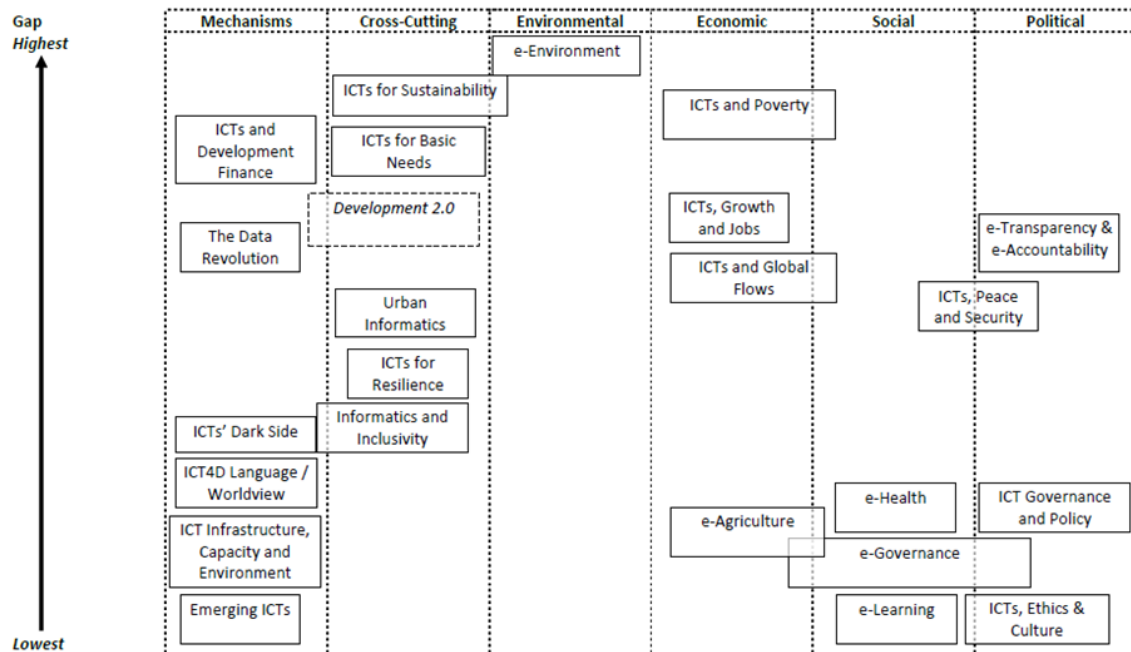 Gap
Highest
Mechanisms
Cross-Cutting
Environmental
Economic
Social
Political
e-Environment
ICTs for Sustainability
ICTs and Poverty
ICTs and
Development
Finance
ICTs for Basic
Needs
Development 2.0
ICTs, Growth
and Jobs
The Data
Revolution
e-Transparency &
e-Accountability
ICTs and Global
Flows
ICTs, Peace
and Security
Urban
Informatics
ICTs for
Resilience
Informatics and
Inclusivity
ICTs’ Dark Side
ICT4D Language /
Worldview
e-Health
ICT Governance
and Policy
e-Agriculture
ICT Infrastructure,
Capacity and
Environment
e-Governance
Emerging ICTs
e-Learning
ICTs, Ethics &
Culture
Lowest